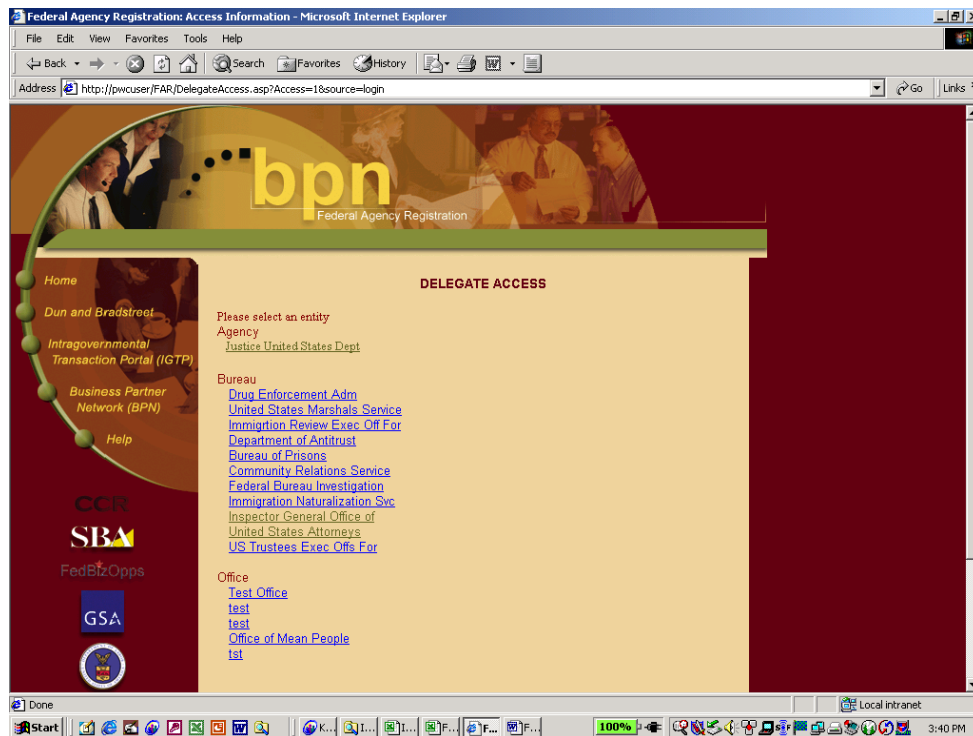 Federal Agency Registration: Access Information - Microsoft Internet Explorer
File Edit View Favorites Tools Help
Back Search Favorites History
Address http://pwcuser/FAR/DelegateAccess.asp?Access=1&source=login Go Links
bpn
Federal Agency Registration
Home
Dun and Bradstreet
Intragovernmental
Transaction Portal (IGTP)
Business Partner
Network (BPN)
Help
CCR
SBA
FedBizOpps
GSA
DELEGATE ACCESS
Please select an entity
Agency
Justice United States Dept
Bureau
Drug Enforcement Adm
United States Marshals Service
Immigrtion Review Exec Off For
Department of Antitrust
Bureau of Prisons
Community Relations Service
Federal Bureau Investigation
Immigration Naturalization Svc
Inspector General Office of
United States Attorneys
US Trustees Exec Offs For
Office
Test Office
test
test
Office of Mean People
tst
Done Local intranet
Start K... I... I... F... F... F... 100% 3:40 PM